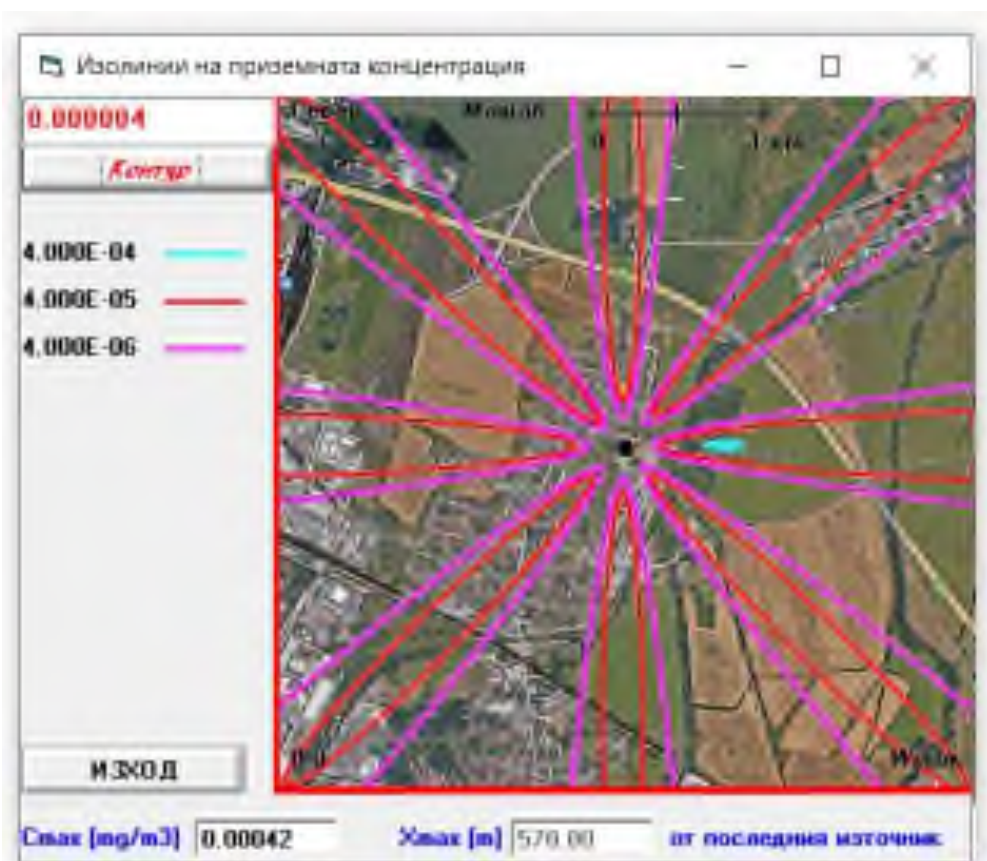 Изолинии на приземната концентрация
0.000004
Контур
4.000E-04
4.000E-05
4.000E-06
0
1 km
ИЗХОД
Cmax (mg/m3) 0.00042 Xmax (m) 570.00 от последния източник